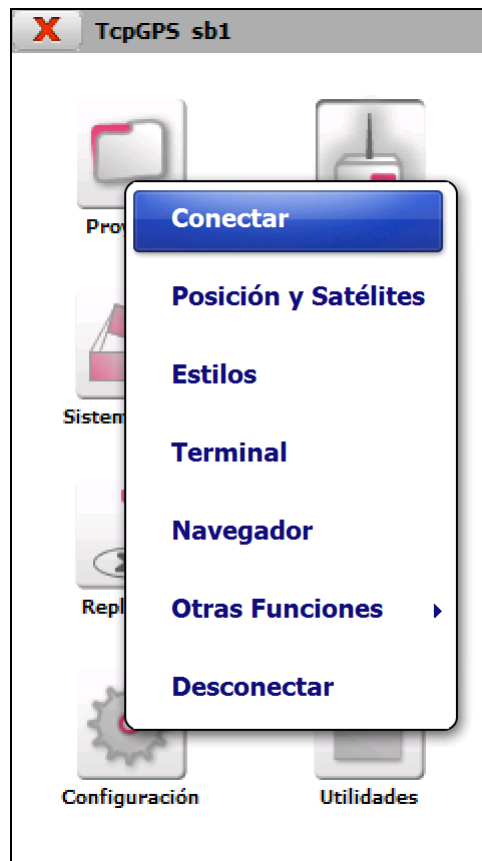 TcpGPS sb1
Conectar
Posición y Satélites
Estilos
Terminal
Navegador
Otras Funciones
Desconectar
Configuración
Utilidades